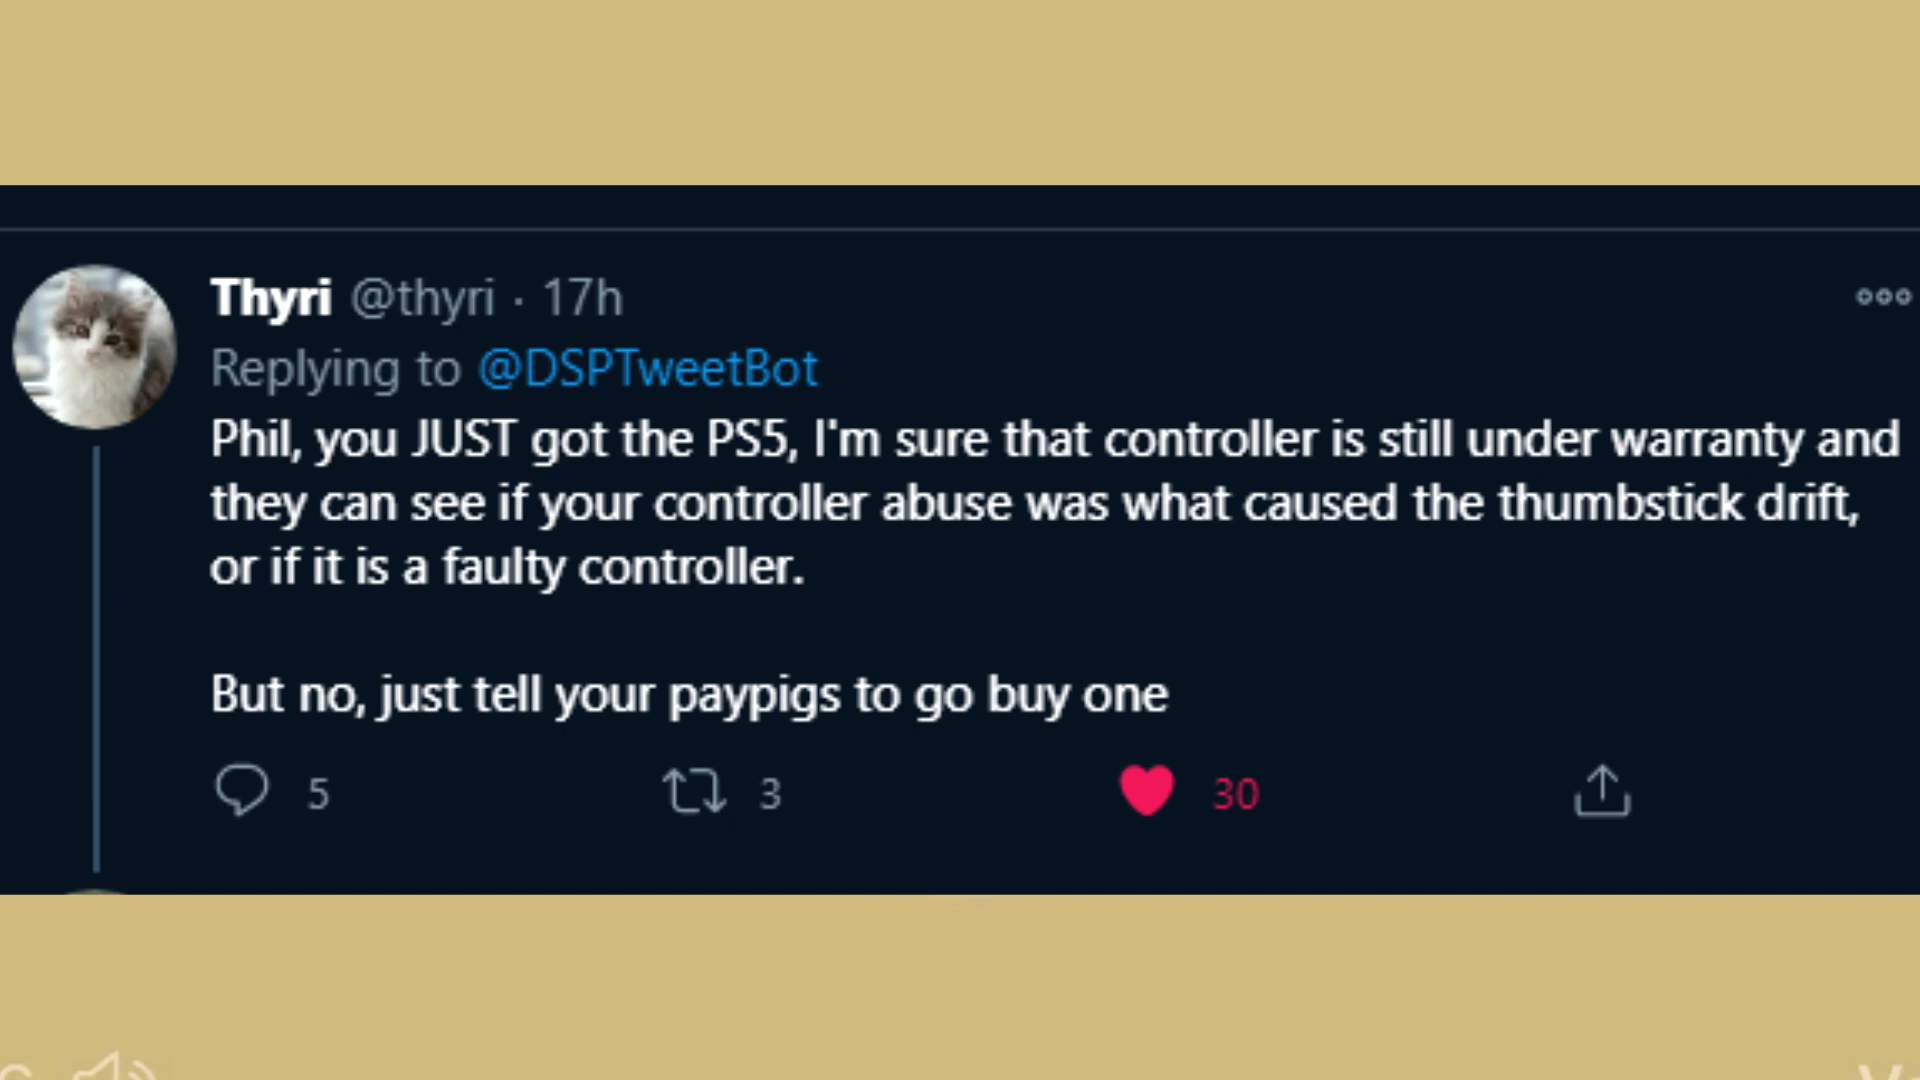 Thyri @thyri · 17h
Replying to @DSPTweetBot
Phil, you JUST got the PS5, I'm sure that controller is still under warranty and
they can see if your controller abuse was what caused the thumbstick drift,
or if it is a faulty controller.
But no, just tell your paypigs to go buy one
5 3 30